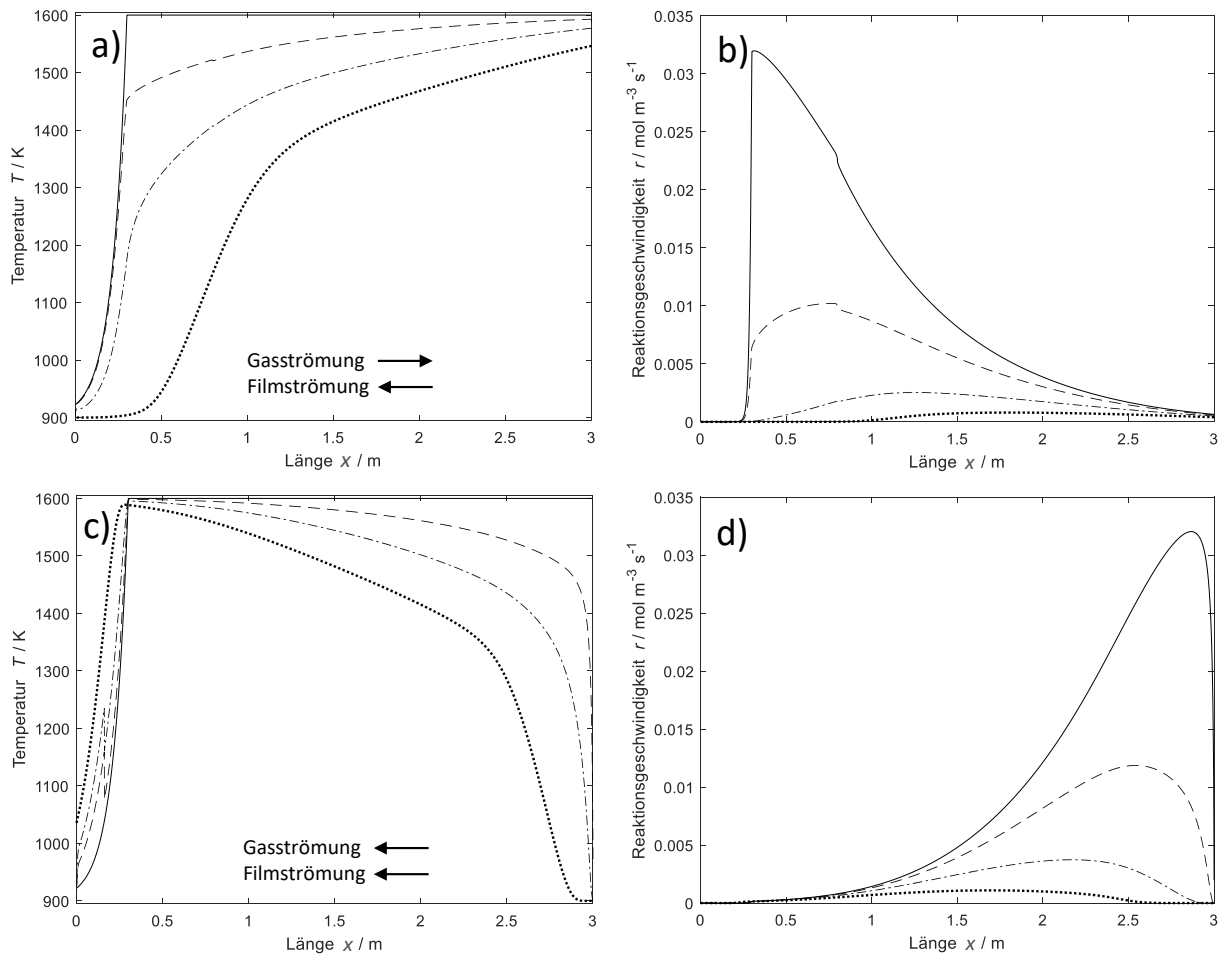 a)
Temperatur T / K
1600
1500
1400
1300
1200
1100
1000
900
Gasströmung
Filmströmung
0 0.5 1 1.5 2 2.5 3
Länge x / m
b)
Reaktionsgeschwindigkeit r / mol m⁻³ s⁻¹
0.035
0.03
0.025
0.02
0.015
0.01
0.005
0
0 0.5 1 1.5 2 2.5 3
Länge x / m
c)
Temperatur T / K
1600
1500
1400
1300
1200
1100
1000
900
Gasströmung
Filmströmung
0 0.5 1 1.5 2 2.5 3
Länge x / m
d)
Reaktionsgeschwindigkeit r / mol m⁻³ s⁻¹
0.035
0.03
0.025
0.02
0.015
0.01
0.005
0
0 0.5 1 1.5 2 2.5 3
Länge x / m